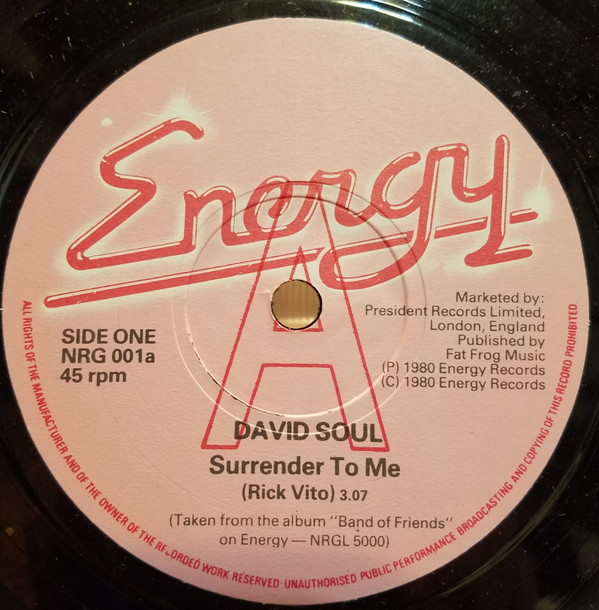 Energy
A
SIDE ONE
NRG 001a
45 rpm
Marketed by:
President Records Limited,
London, England
Published by
Fat Frog Music
(P) 1980 Energy Records
(C) 1980 Energy Records
DAVID SOUL
Surrender To Me
(Rick Vito) 3.07
(Taken from the album "Band of Friends"
on Energy — NRGL 5000)
ALL RIGHTS OF THE MANUFACTURER AND OF THE OWNER OF THE RECORDED WORK RESERVED UNAUTHORISED PUBLIC PERFORMANCE BROADCASTING AND COPYING OF THIS RECORD PROHIBITED